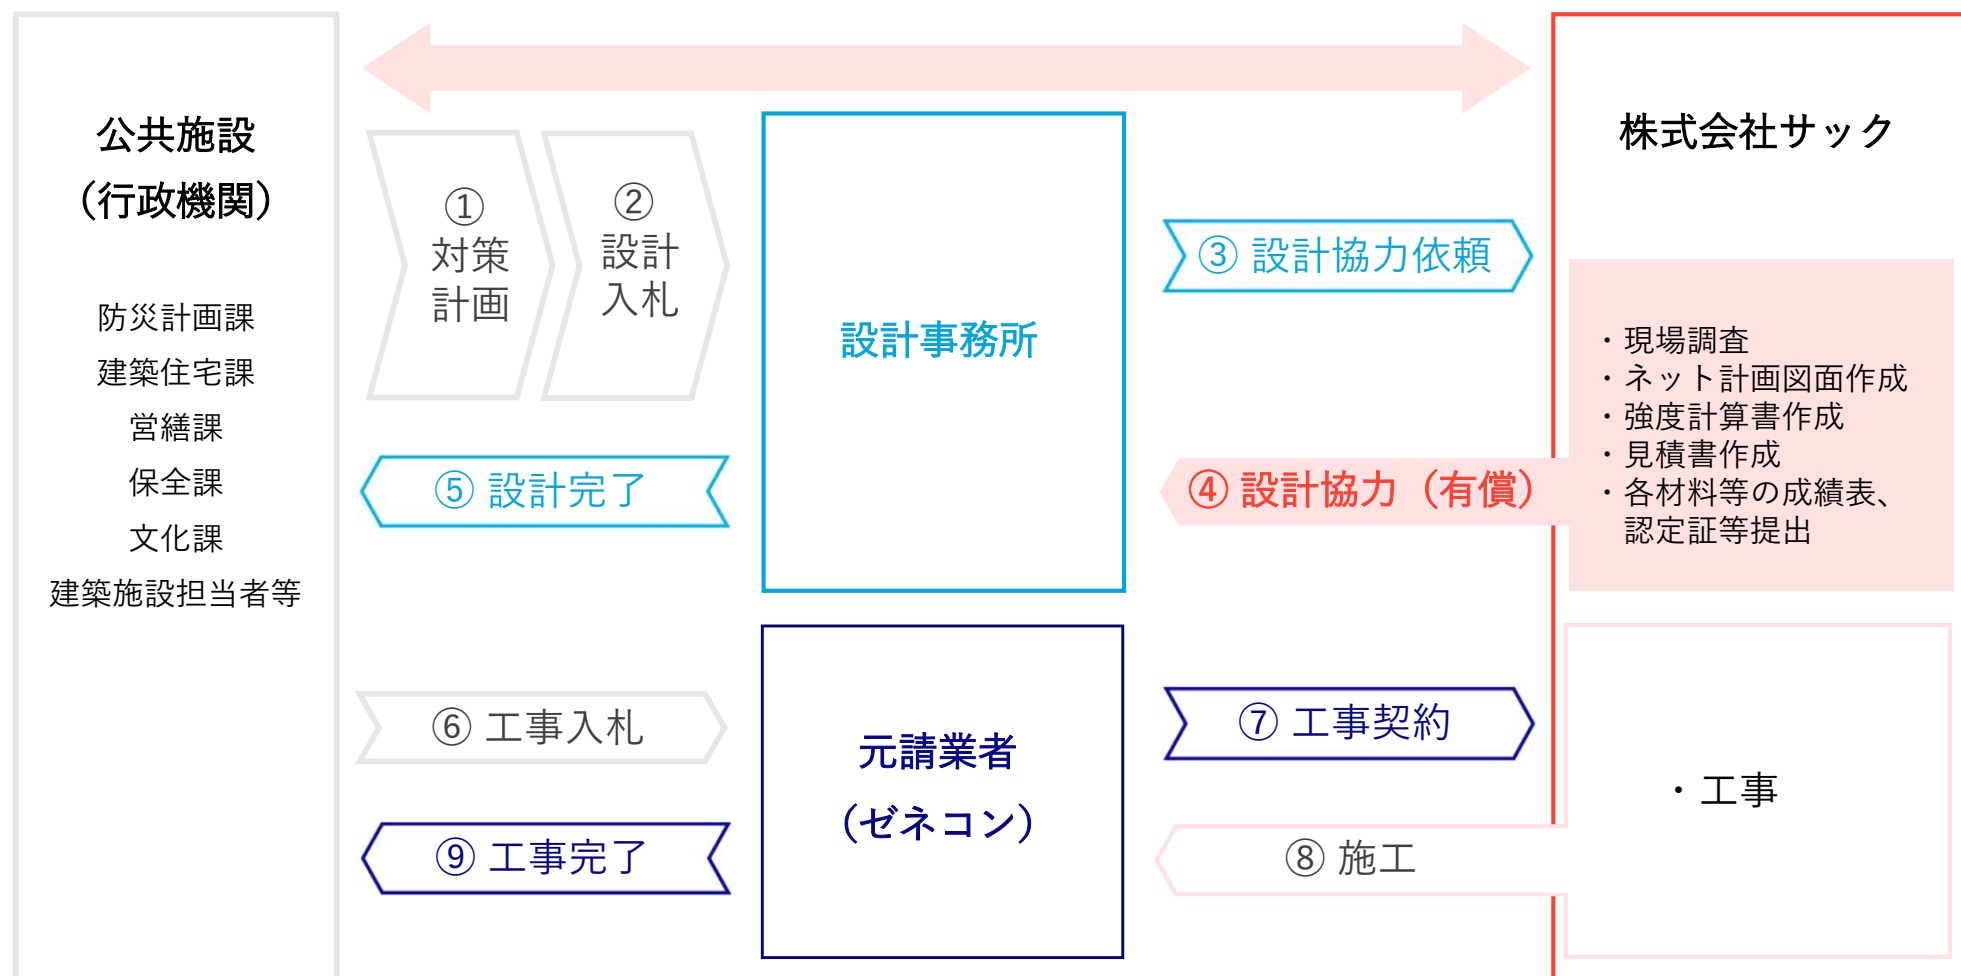 公共施設
（行政機関）
防災計画課
建築住宅課
営繕課
保全課
文化課
建築施設担当者等
①
対策
計画
②
設計
入札
設計事務所
③ 設計協力依頼
④ 設計協力（有償）
⑤ 設計完了
株式会社サック
・現場調査
・ネット計画図面作成
・強度計算書作成
・見積書作成
・各材料等の成績表、
認定証等提出
⑥ 工事入札
元請業者
（ゼネコン）
⑦ 工事契約
・工事
⑧ 施工
⑨ 工事完了